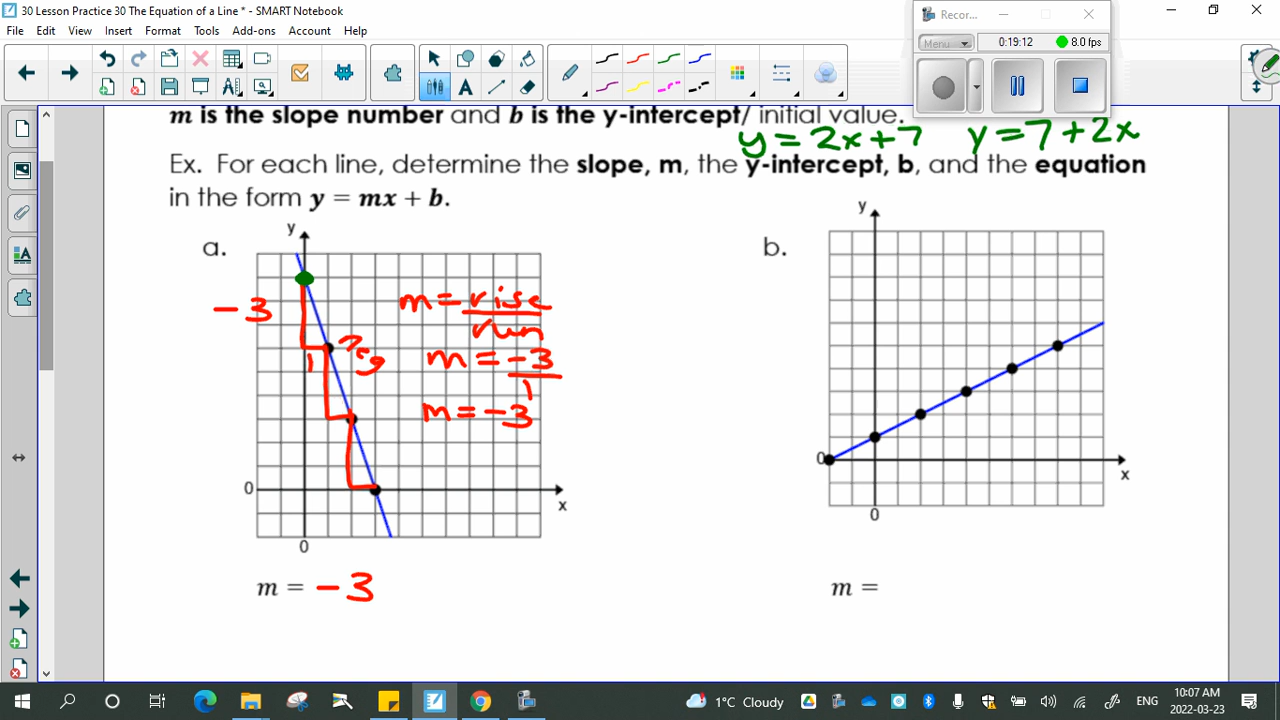 30 Lesson Practice 30 The Equation of a Line * - SMART Notebook
Recor...
File Edit View Insert Format Tools Add-ons Account Help
Menu 0:19:12 8.0 fps
m is the slope number and b is the y-intercept/ initial value.
y = 2x+7 y = 7+2x
Ex. For each line, determine the slope, m, the y-intercept, b, and the equation
in the form y = mx + b.
a. y
-3
m = rise
run
1
neg
m = -3
1
m = -3
0
x
0
m = -3
b. y
0
x
0
m =
1°C Cloudy
ENG
10:07 AM
2022-03-23